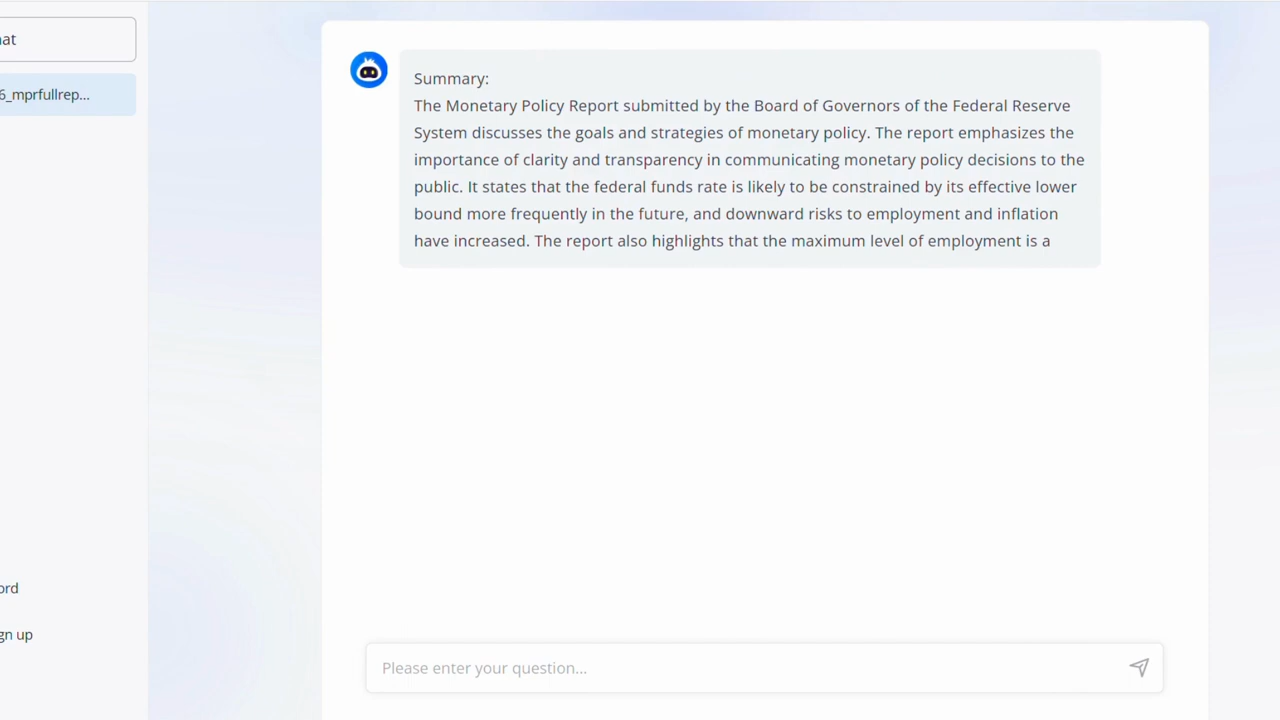 at
6_mprfullrep...
Summary:
The Monetary Policy Report submitted by the Board of Governors of the Federal Reserve
System discusses the goals and strategies of monetary policy. The report emphasizes the
importance of clarity and transparency in communicating monetary policy decisions to the
public. It states that the federal funds rate is likely to be constrained by its effective lower
bound more frequently in the future, and downward risks to employment and inflation
have increased. The report also highlights that the maximum level of employment is a
ord
gn up
Please enter your question...